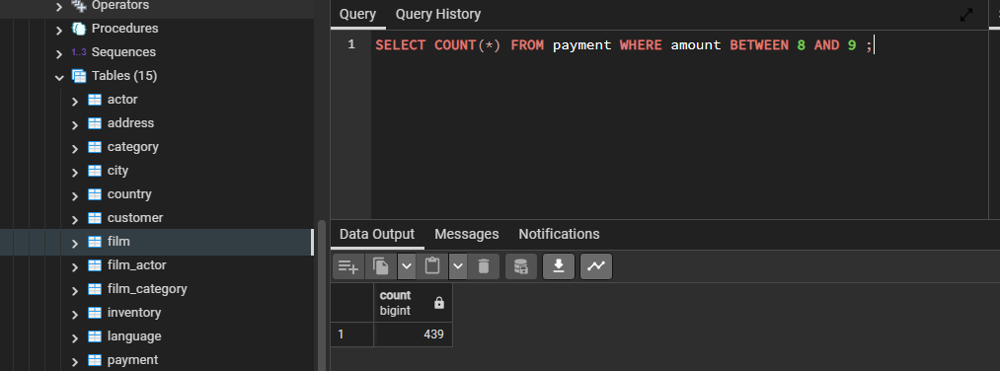 Operators
Procedures
1..3 Sequences
Tables (15)
actor
address
category
city
country
customer
film
film_actor
film_category
inventory
language
payment
Query Query History
1 SELECT COUNT(*) FROM payment WHERE amount BETWEEN 8 AND 9 ;
Data Output Messages Notifications
count
bigint
1 439